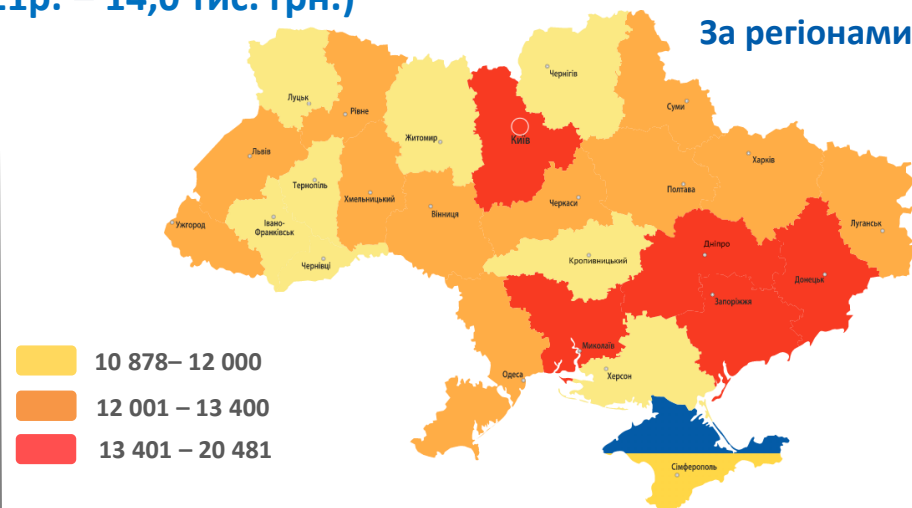 1р. – 14,0 тис. грн.)
За регіонами
Чернігів
Луцьк
Рівне
Суми
Житомир
Київ
Львів
Харків
Тернопіль
Хмельницький
Полтава
Вінниця
Черкаси
Ужгород
Івано-
Франківськ
Луганськ
Чернівці
Кропивницький
Дніпро
Донецьк
Запоріжжя
Миколаїв
Одеса
Херсон
Сімферополь
10 878– 12 000
12 001 – 13 400
13 401 – 20 481